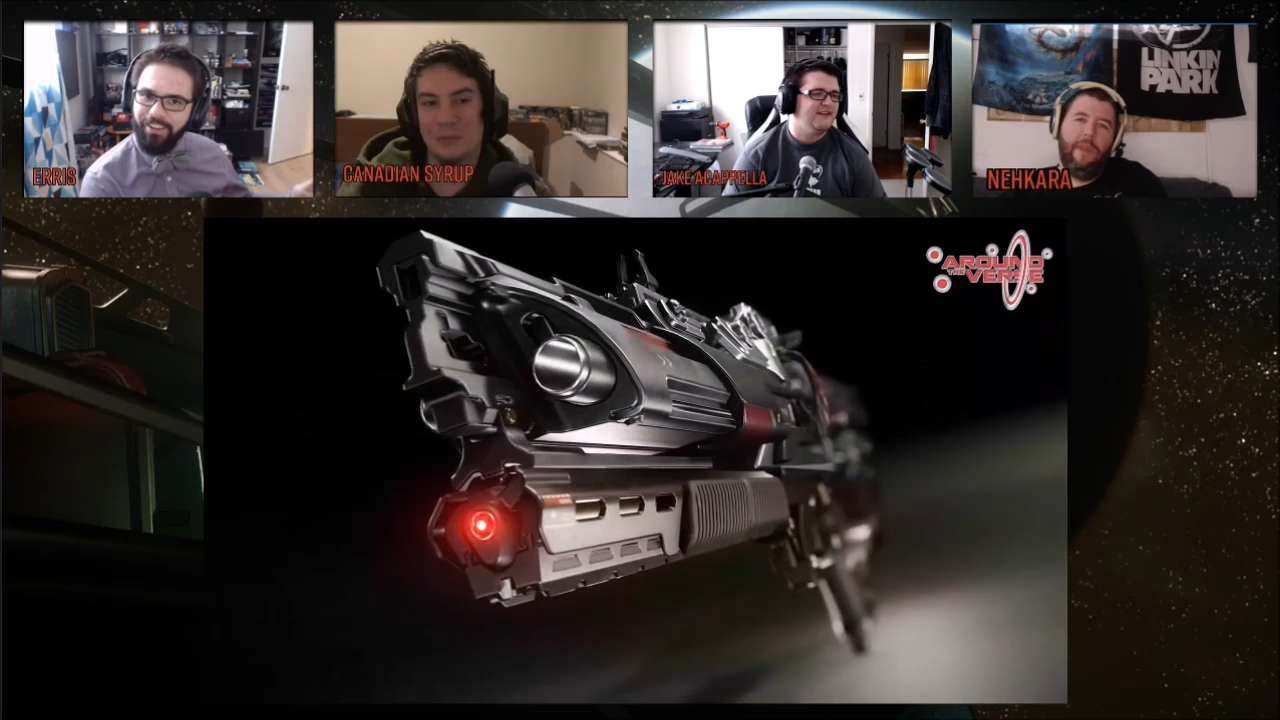 ERRIS
CANADIAN SYRUP
JAKE ACAPPELLA
NEHKARA
LINKIN
PARK
AROUND
THE
VERSE